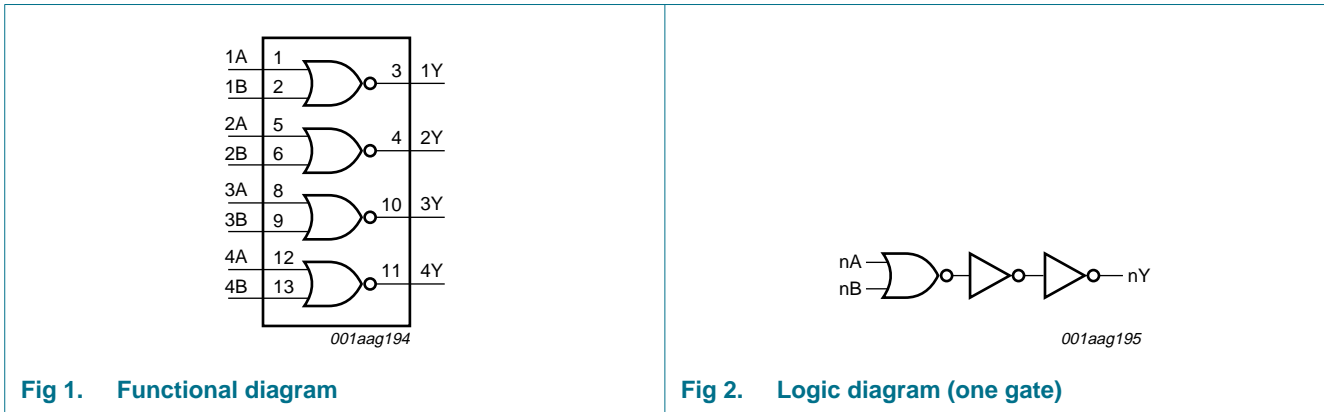 1A 1
3 1Y
1B 2
2A 5
4 2Y
2B 6
3A 8
10 3Y
3B 9
4A 12
11 4Y
4B 13
001aag194
Fig 1. Functional diagram
nA
nY
nB
001aag195
Fig 2. Logic diagram (one gate)